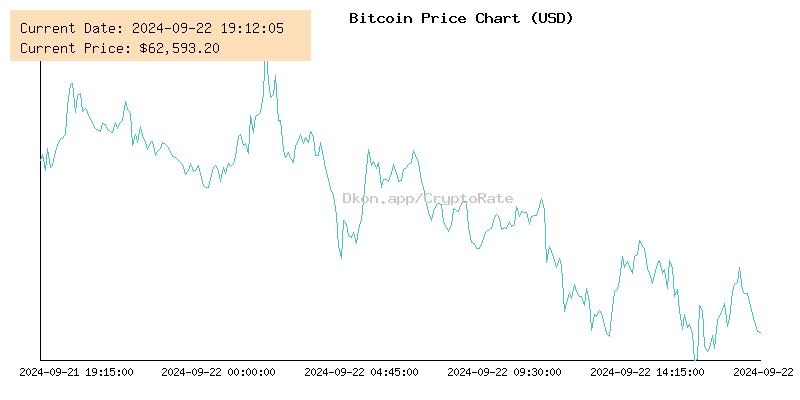 Bitcoin Price Chart (USD)
Current Date: 2024-09-22 19:12:05
Current Price: $62,593.20
Dkon.app/CryptoRate
2024-09-21 19:15:00 2024-09-22 00:00:00 2024-09-22 04:45:00 2024-09-22 09:30:00 2024-09-22 14:15:00 2024-09-22